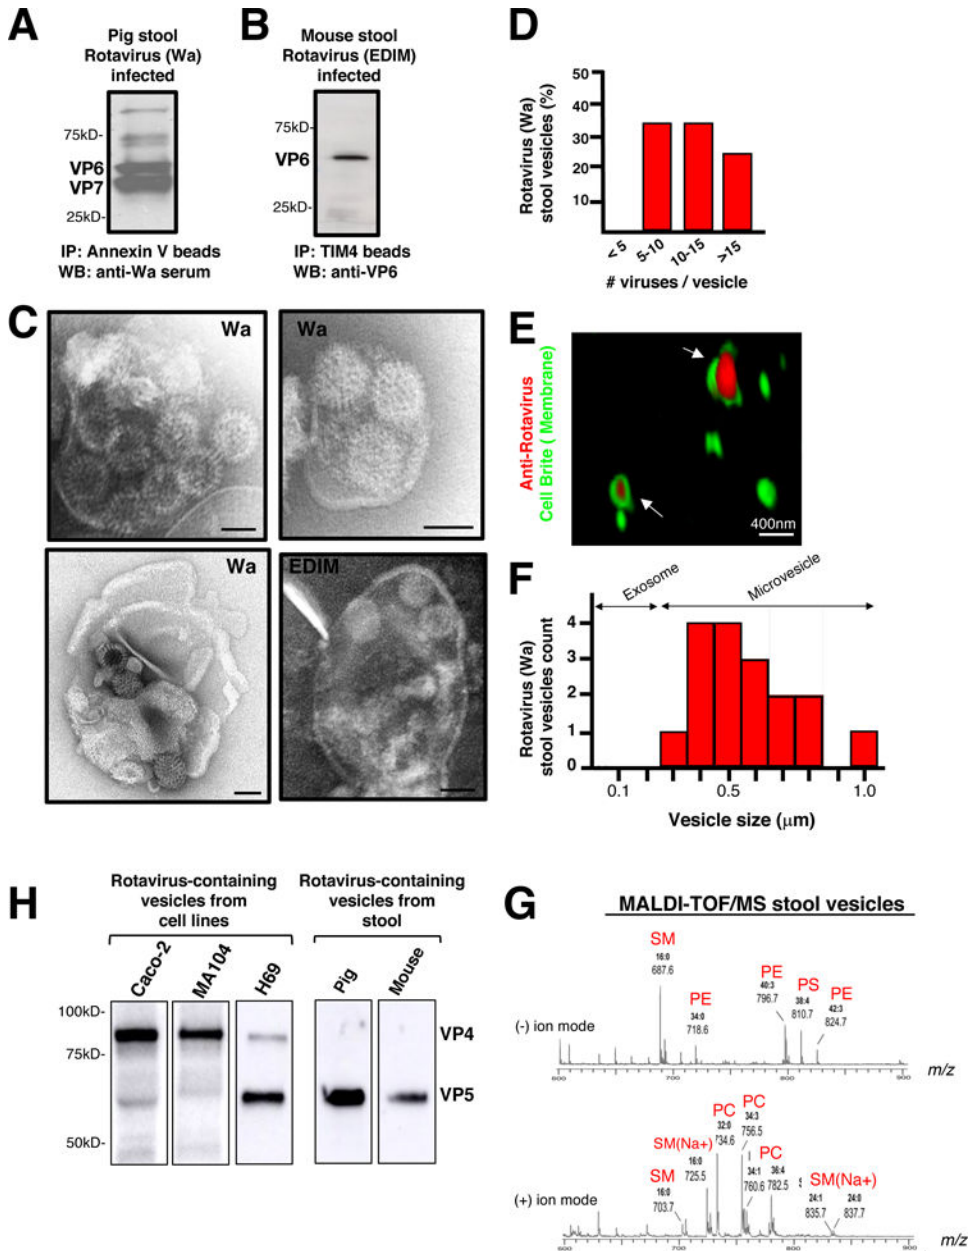 A
Pig stool
Rotavirus (Wa)
infected
75kD-
VP6
VP7
25kD-
IP: Annexin V beads
WB: anti-Wa serum
B
Mouse stool
Rotavirus (EDIM)
infected
75kD-
VP6
25kD-
IP: TIM4 beads
WB: anti-VP6
D
Rotavirus (Wa)
stool vesicles (%)
50
40
30
20
10
< 5
5-10
10-15
>15
# viruses / vesicle
C
Wa
Wa
Wa
EDIM
E
Anti-Rotavirus
Cell Brite ( Membrane)
400nm
F
Exosome
Microvesicle
Rotavirus (Wa)
stool vesicles count
4
3
2
1
0
0.1
0.5
1.0
Vesicle size (μm)
H
Rotavirus-containing
vesicles from
cell lines
Rotavirus-containing
vesicles from
stool
Caco-2
MA104
H69
Pig
Mouse
100kD-
75kD-
50kD-
VP4
VP5
G
MALDI-TOF/MS stool vesicles
(-) ion mode
SM
16:0
687.6
PE
34:0
718.6
PE
40:3
796.7
PS
38:4
810.7
PE
42:3
824.7
600
700
800
900
m/z
(+) ion mode
SM
16:0
703.7
SM(Na+)
16:0
725.5
PC
32:0
734.6
PC
34:3
756.5
34:1
760.6
PC
36:4
782.5
SM(Na+)
24:1
835.7
24:0
837.7
600
700
800
900
m/z